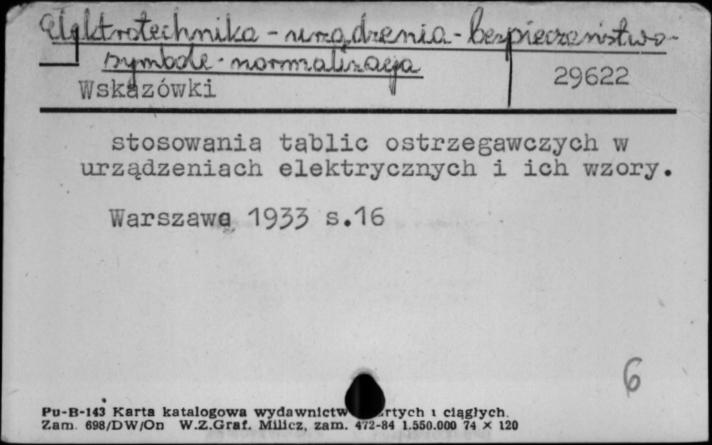 Elektrotechnika - urządzenia - bezpieczeństwo -
symbole - normalizacja
Wskazówki 29622
stosowania tablic ostrzegawczych w
urządzeniach elektrycznych i ich wzory.
Warszawa 1933 s.16
6
Pu-B-143 Karta katalogowa wydawnictw rtych i ciągłych.
Zam. 698/DW/On W.Z.Graf. Milicz, zam. 472-84 1.550.000 74 × 120